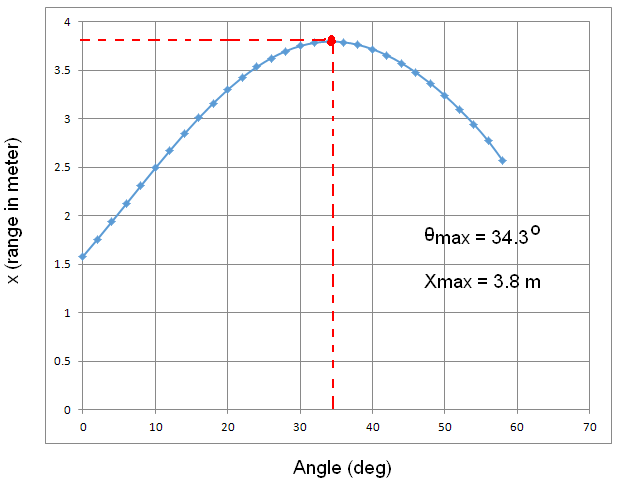 4
3.5
3
2.5
2
1.5
1
0.5
0
0 10 20 30 40 50 60 70
x (range in meter)
Angle (deg)
θmax = 34.3o
Xmax = 3.8 m